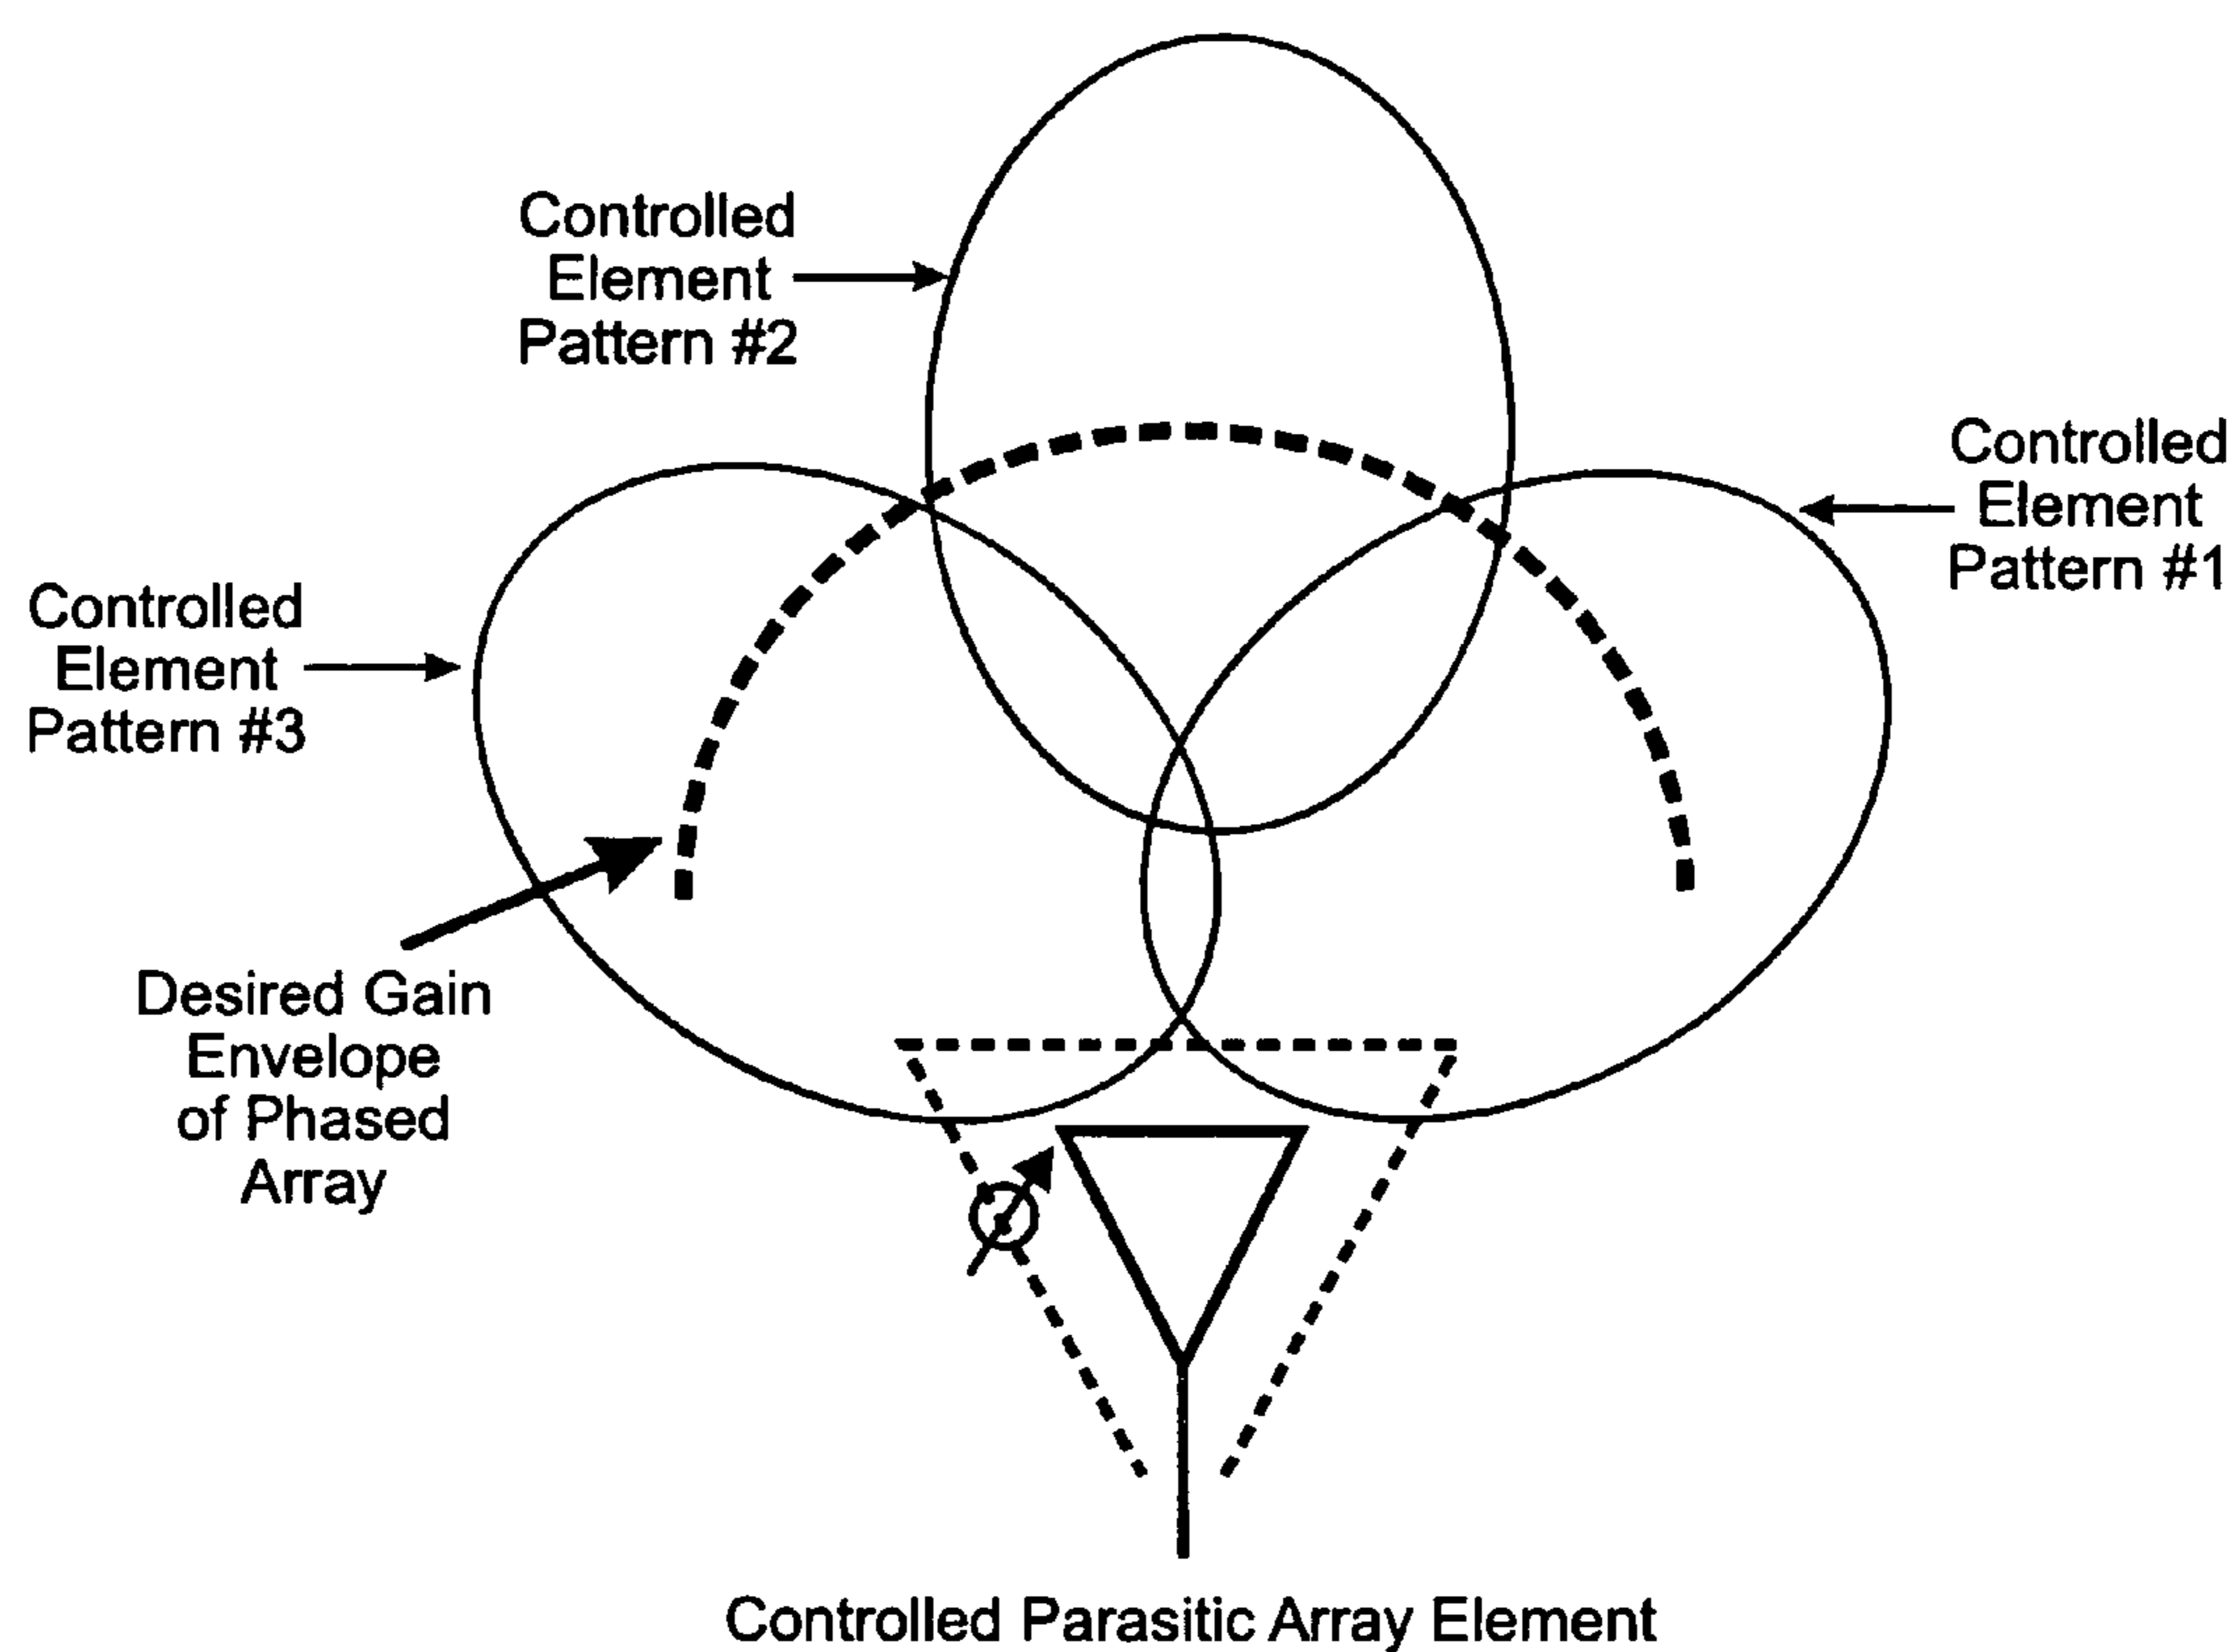 Controlled
Element
Pattern #2
Controlled
Element
Pattern #1
Controlled
Element
Pattern #3
Desired Gain
Envelope
of Phased
Array
Controlled Parasitic Array Element